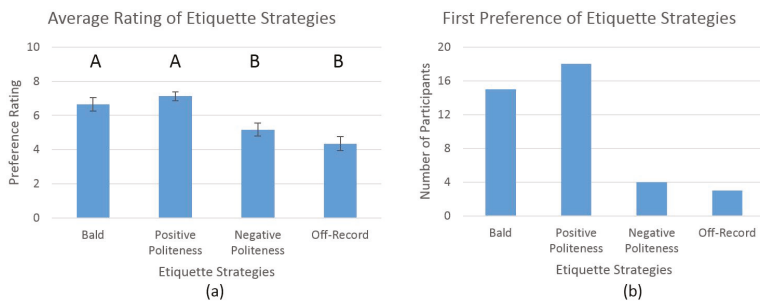 Average Rating of Etiquette Strategies
10
8
6
4
2
0
Preference Rating
A
A
B
B
Bald
Positive
Politeness
Negative
Politeness
Off-Record
Etiquette Strategies
(a)
First Preference of Etiquette Strategies
20
16
12
8
4
0
Number of Participants
Bald
Positive
Politeness
Negative
Politeness
Off-Record
Etiquette Strategies
(b)